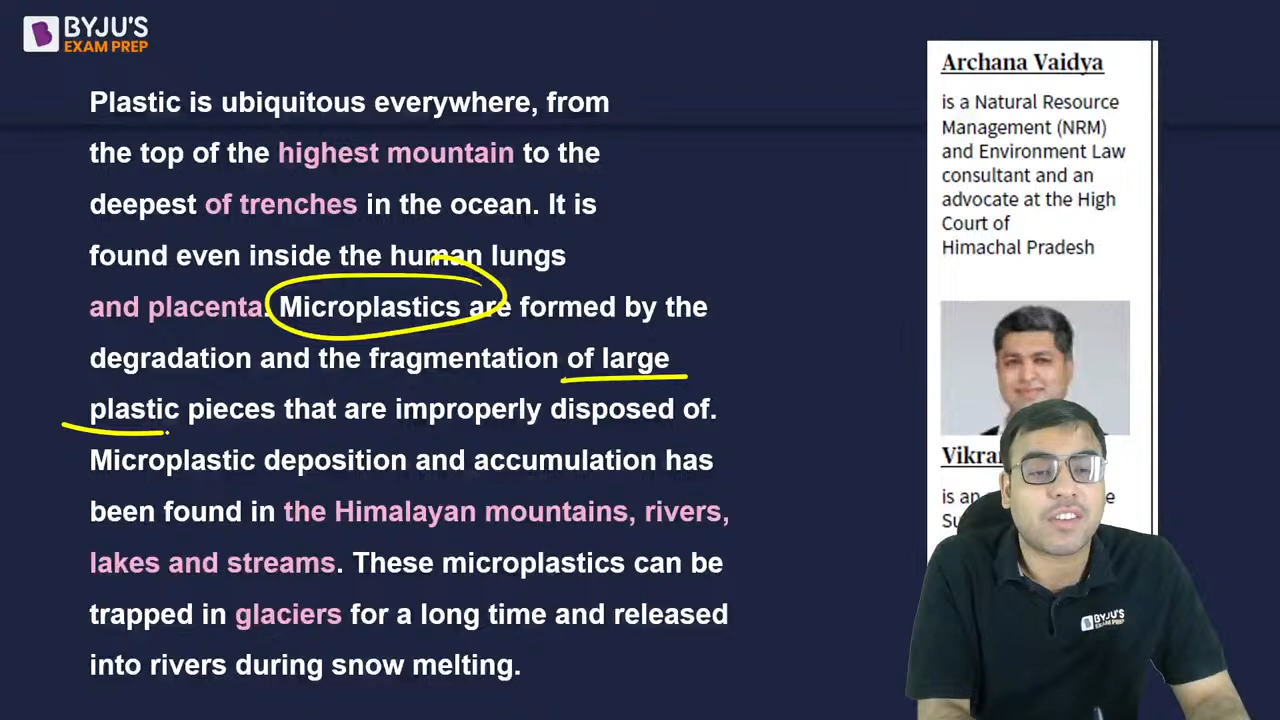 BYJU'S
EXAM PREP
Plastic is ubiquitous everywhere, from
the top of the highest mountain to the
deepest of trenches in the ocean. It is
found even inside the human lungs
and placenta. Microplastics are formed by the
degradation and the fragmentation of large
plastic pieces that are improperly disposed of.
Microplastic deposition and accumulation has
been found in the Himalayan mountains, rivers,
lakes and streams. These microplastics can be
trapped in glaciers for a long time and released
into rivers during snow melting.
Archana Vaidya
is a Natural Resource
Management (NRM)
and Environment Law
consultant and an
advocate at the High
Court of
Himachal Pradesh
is an
BYJU'S
EXAM PREP